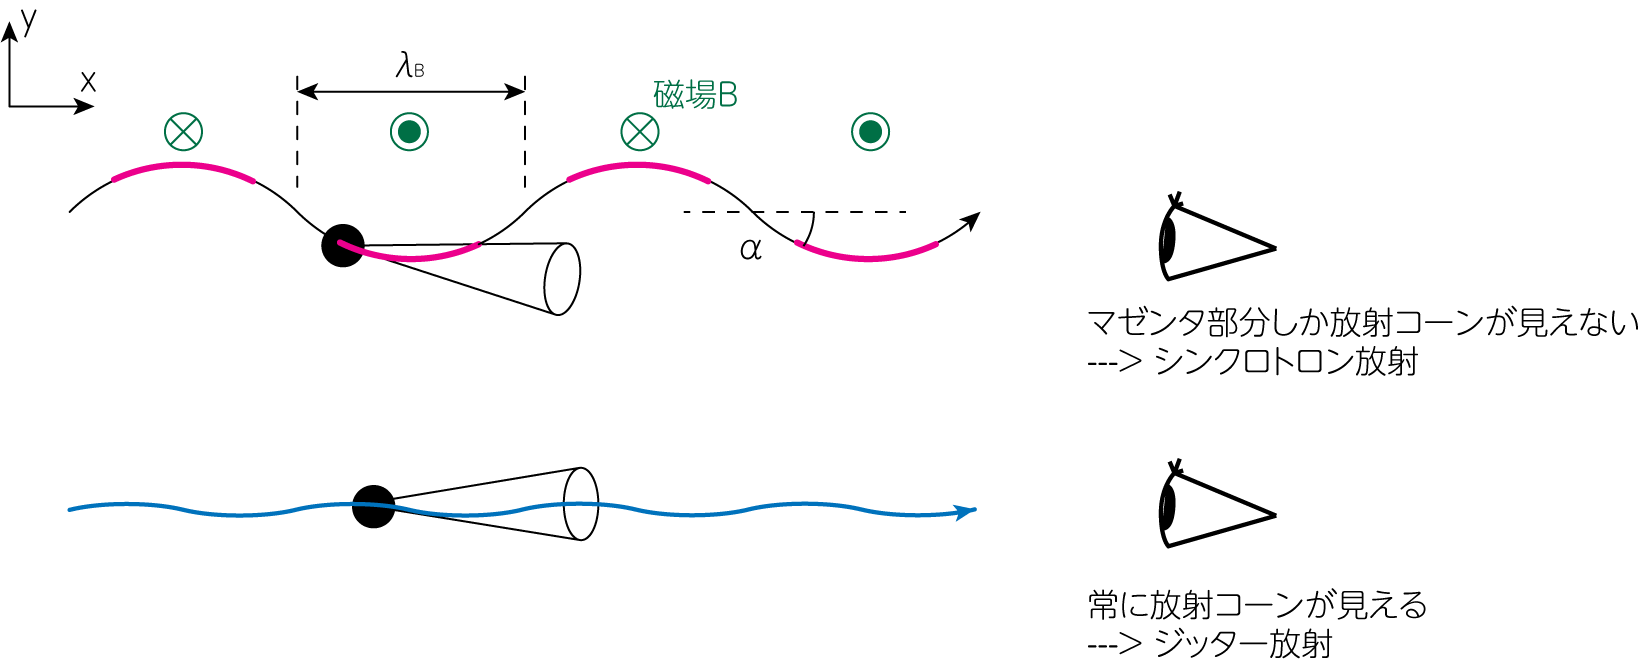 y
x
λB
磁場B
α
マゼンタ部分しか放射コーンが見えない
---> シンクロトロン放射
常に放射コーンが見える
---> ジッター放射